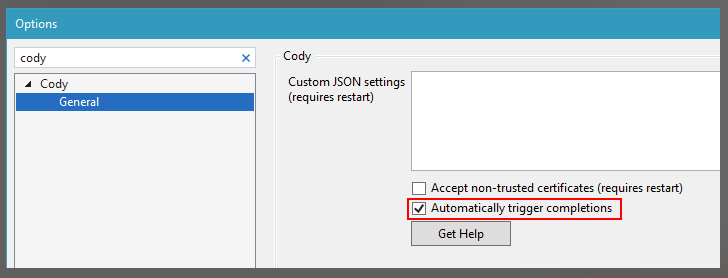 Options
cody
Cody
Cody
General
Custom JSON settings
(requires restart)
Accept non-trusted certificates (requires restart)
Automatically trigger completions
Get Help